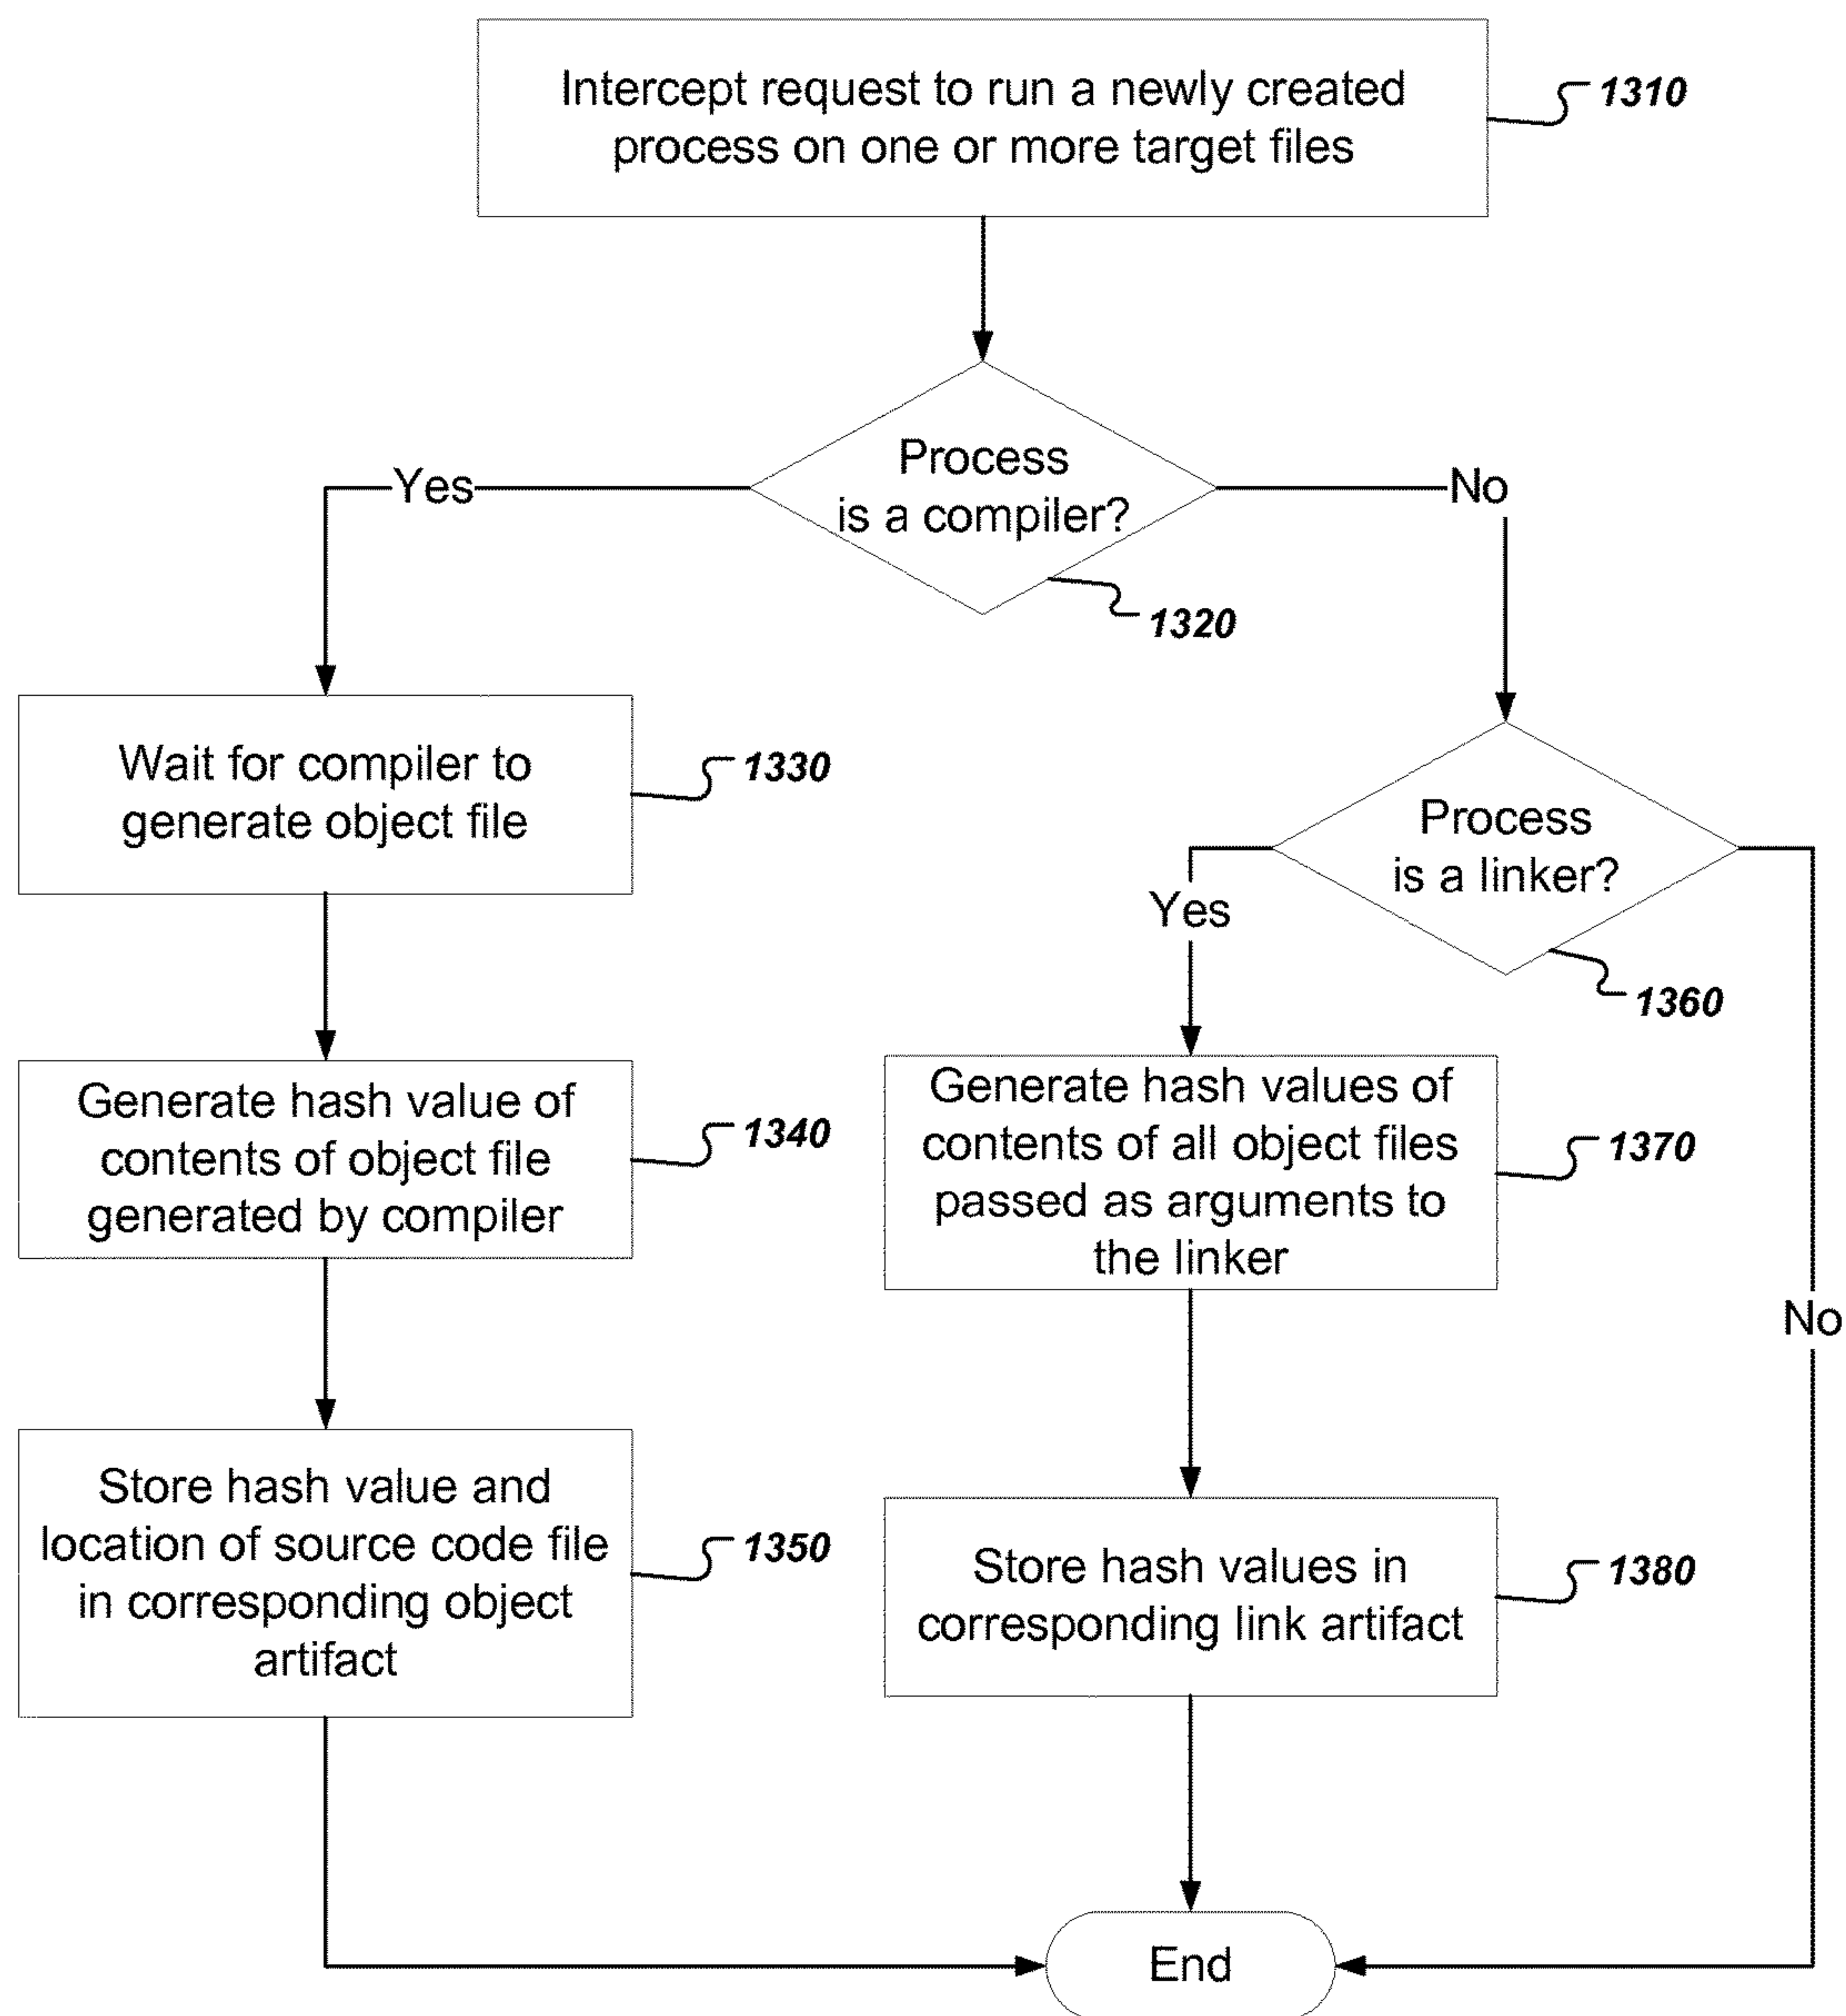 Intercept request to run a newly created
process on one or more target files
1310
Process
is a compiler?
1320
Yes
No
Wait for compiler to
generate object file
1330
Process
is a linker?
1360
Yes
No
Generate hash value of
contents of object file
generated by compiler
1340
Generate hash values of
contents of all object files
passed as arguments to
the linker
1370
Store hash value and
location of source code file
in corresponding object
artifact
1350
Store hash values in
corresponding link artifact
1380
End